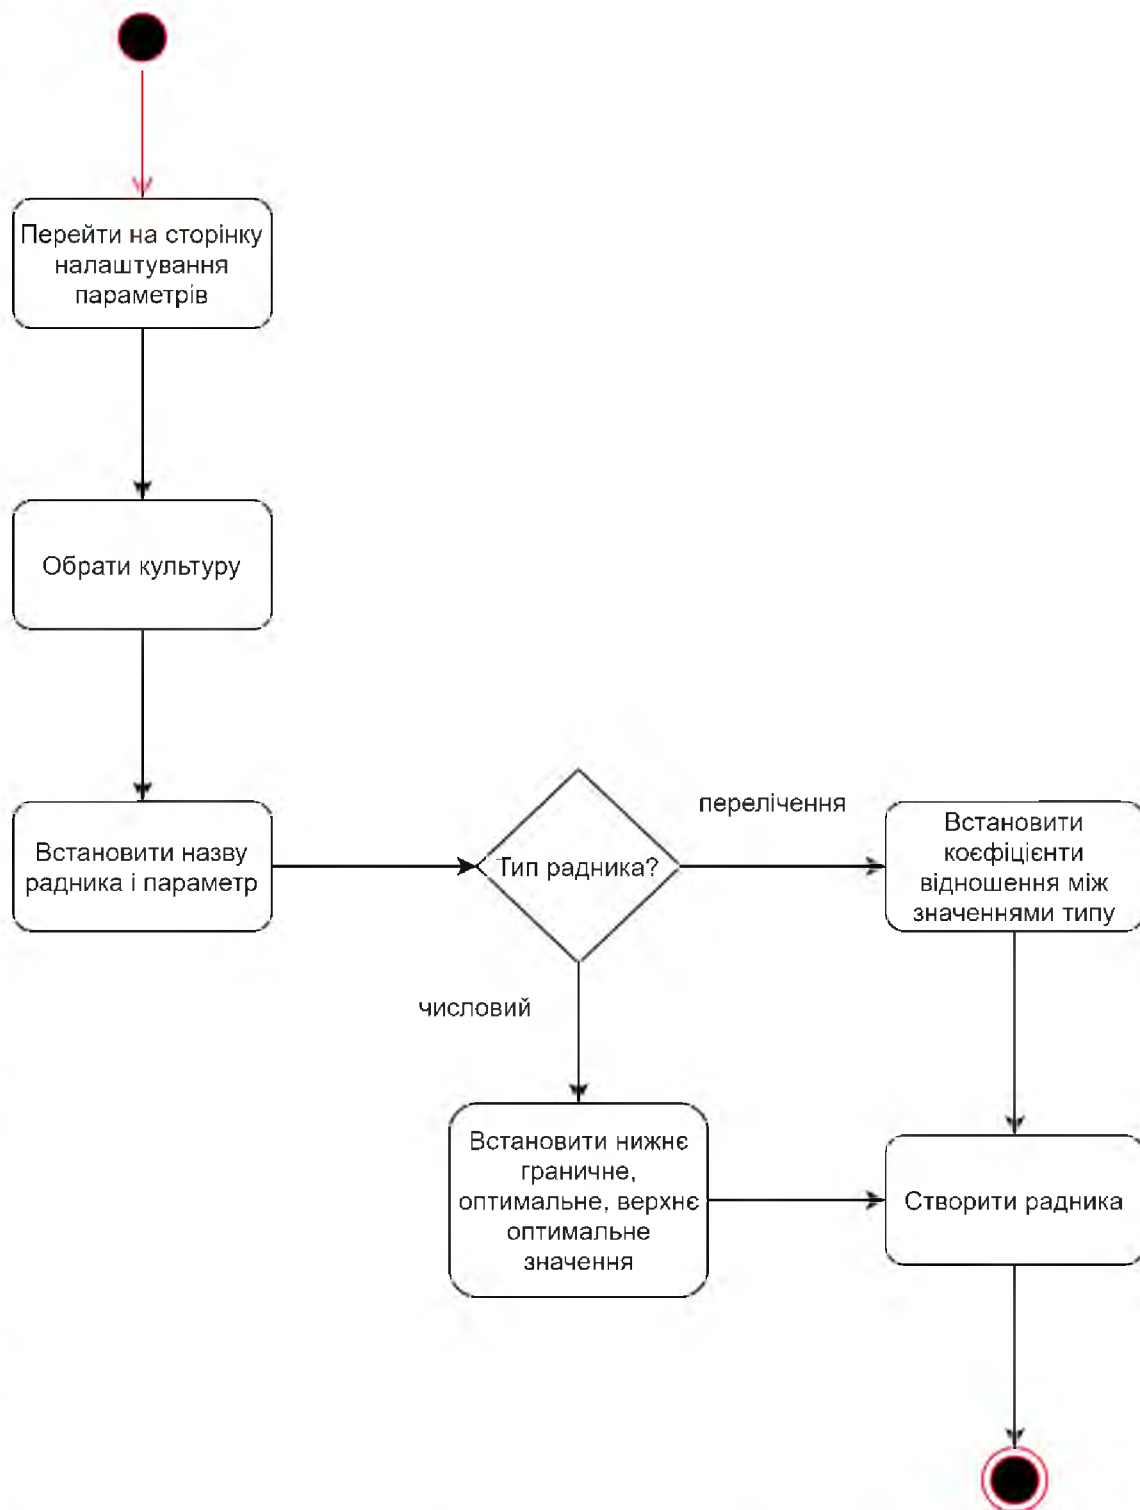 Перейти на сторінку
налаштування
параметрів
Обрати культуру
Встановити назву
радника і параметр
Тип радника?
перелічення
Встановити
коєфіцієнти
відношення між
значеннями типу
числовий
Встановити нижнє
граничне,
оптимальне, верхнє
оптимальне
значення
Створити радника